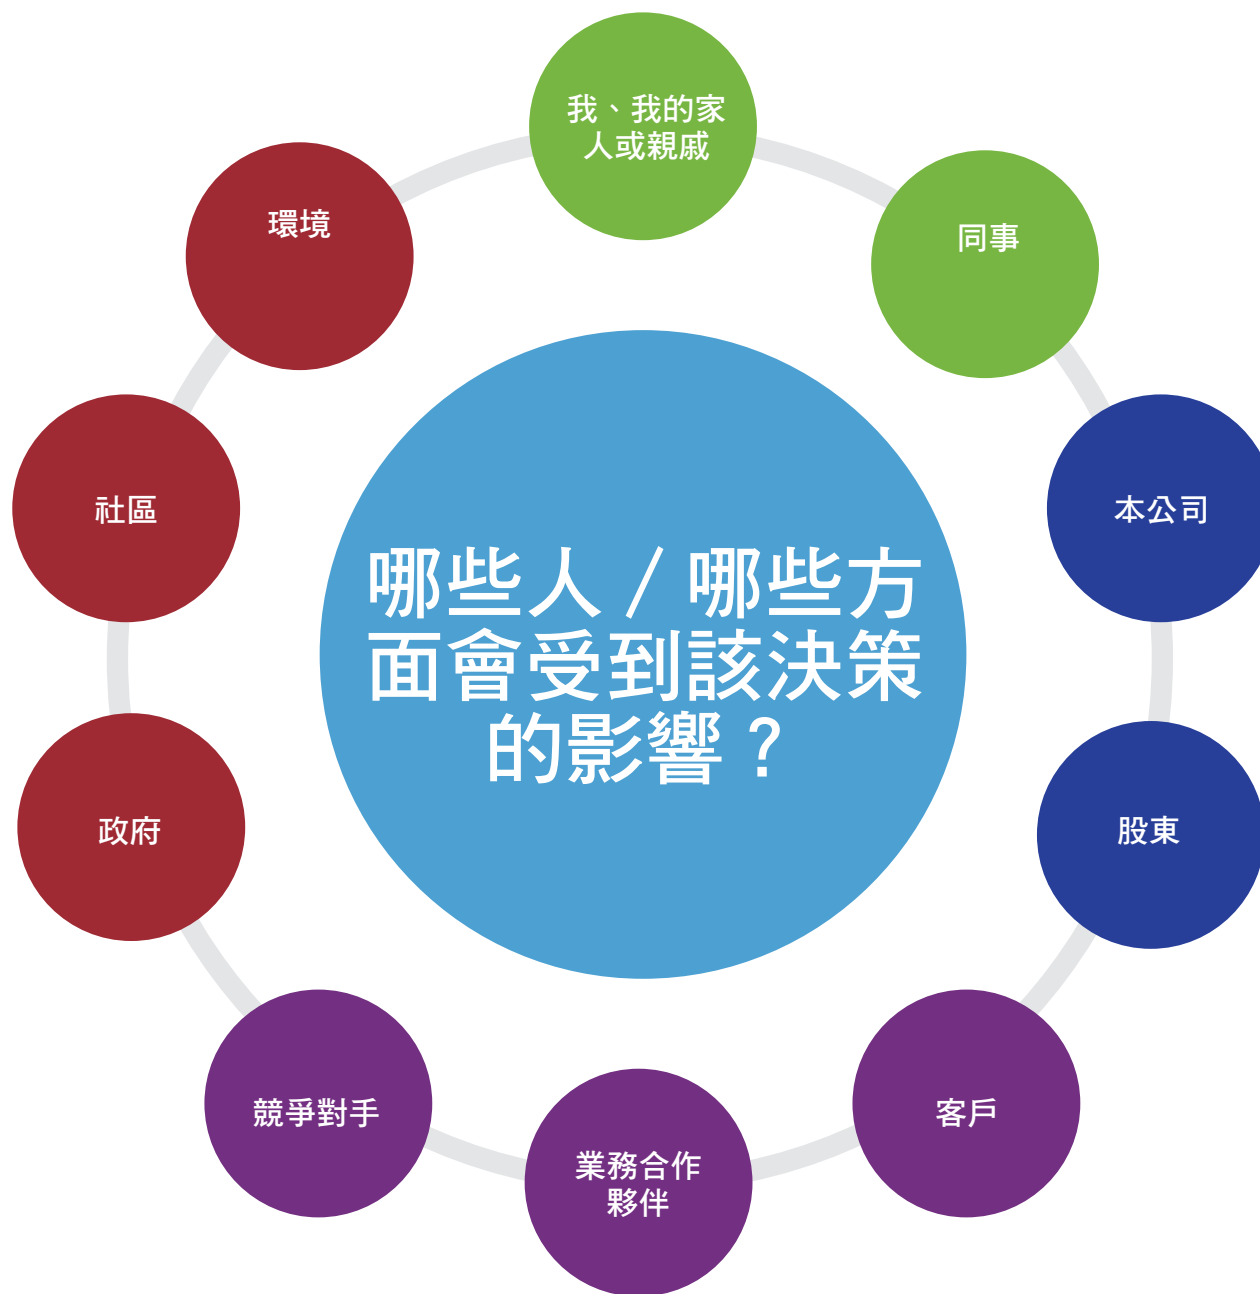 我、我的家
人或親戚
同事
本公司
股東
客戶
業務合作
夥伴
競爭對手
政府
社區
環境
哪些人／哪些方
面會受到該決策
的影響？